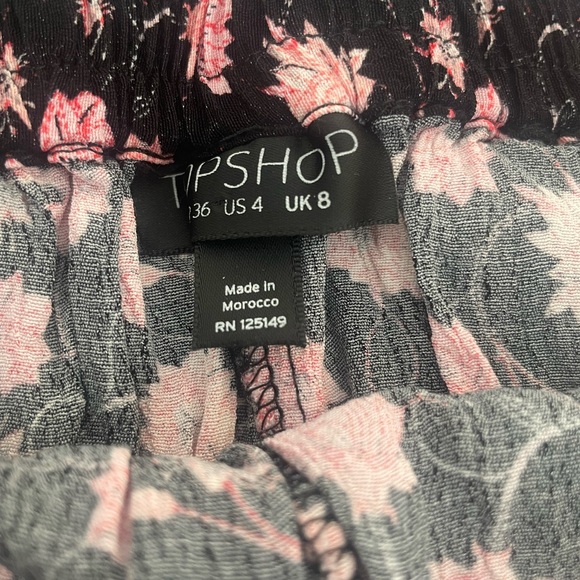 TIPSHOP
36 US 4 UK 8
Made in
Morocco
RN 125149